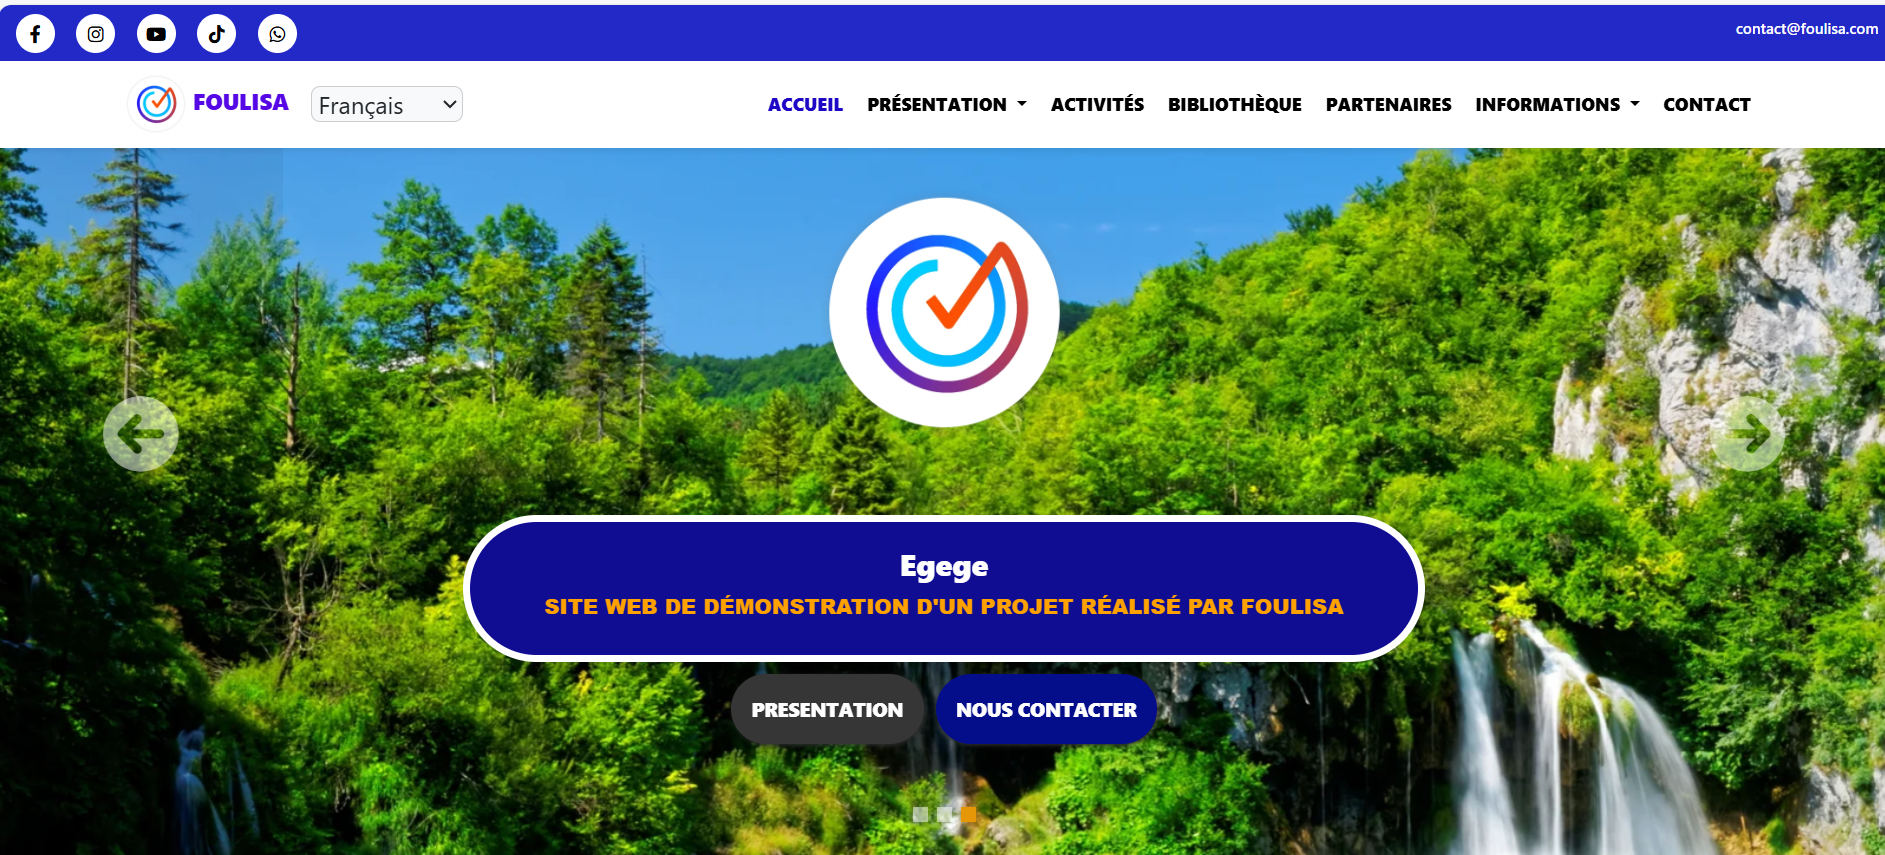 contact@foulisa.com
FOULISA
Français
ACCUEIL PRÉSENTATION ACTIVITÉS BIBLIOTHÈQUE PARTENAIRES INFORMATIONS CONTACT
Egege
SITE WEB DE DÉMONSTRATION D'UN PROJET RÉALISÉ PAR FOULISA
PRESENTATION NOUS CONTACTER